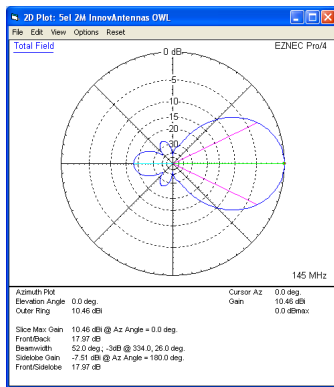 2D Plot: 5el 2M InnovAntennas OWL
File Edit View Options Reset
Total Field
EZNEC Pro/4
0 dB
-5
-10
-15
-20
-30
145 MHz
Azimuth Plot
Elevation Angle 0.0 deg.
Outer Ring 10.46 dBi
Cursor Az 0.0 deg.
Gain 10.46 dBi
0.0 dBmax
Slice Max Gain 10.46 dBi @ Az Angle = 0.0 deg.
Front/Back 17.97 dB
Beamwidth 52.0 deg.; -3dB @ 334.0, 26.0 deg.
Sidelobe Gain -7.51 dBi @ Az Angle = 180.0 deg.
Front/Sidelobe 17.97 dB